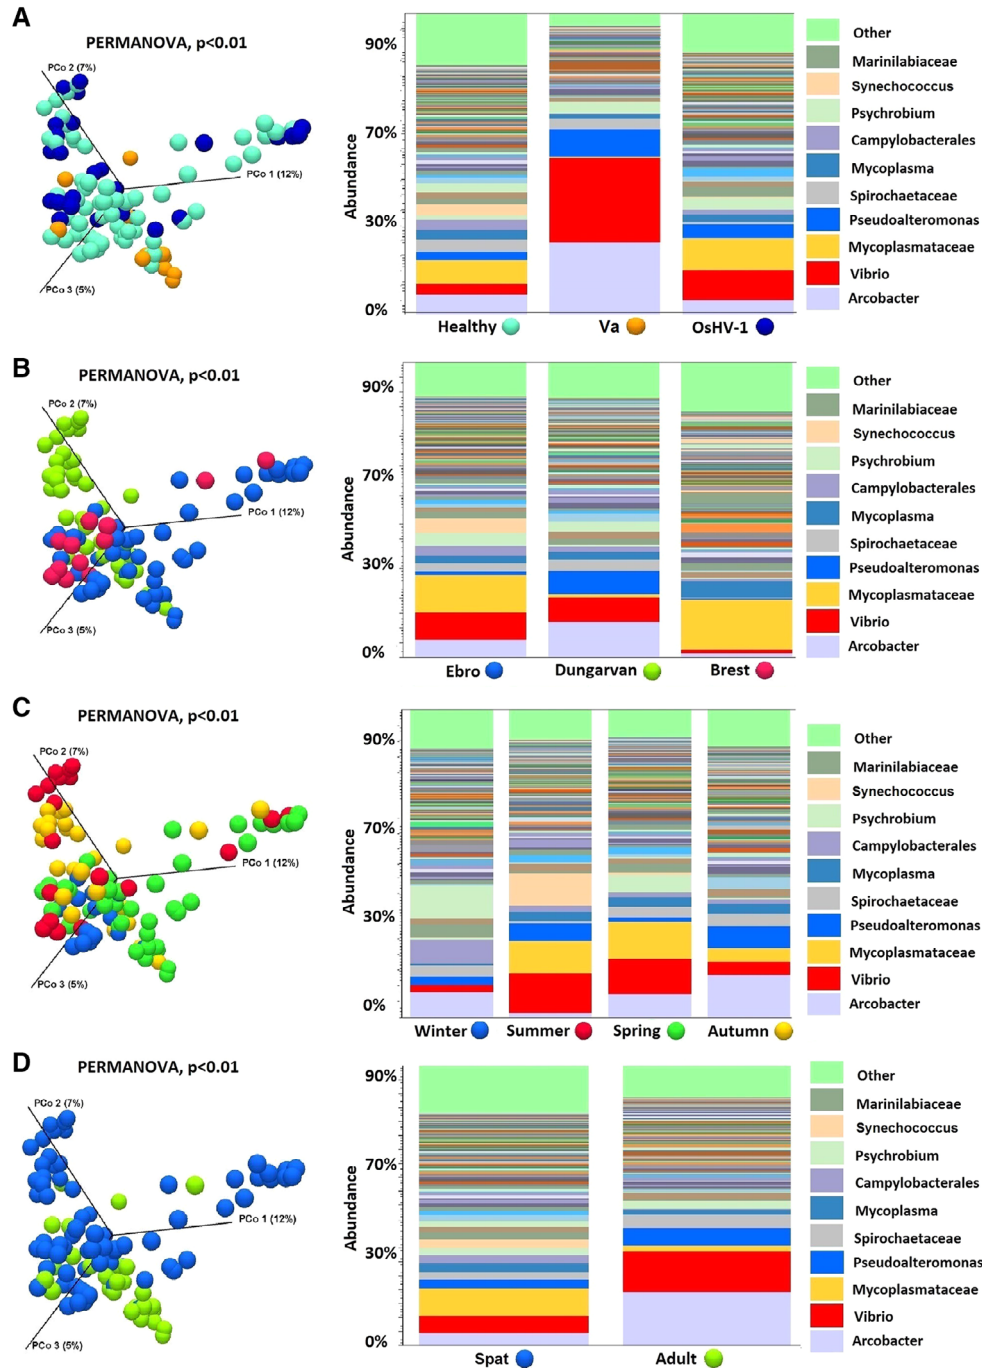 A
PERMANOVA, p<0.01
PCo 2 (7%)
PCo 1 (12%)
PCo 3 (5%)
Abundance
90%
70%
30%
0%
Healthy
Va
OsHV-1
Other
Marinilabiaceae
Synechococcus
Psychrobium
Campylobacterales
Mycoplasma
Spirochaetaceae
Pseudoalteromonas
Mycoplasmataceae
Vibrio
Arcobacter
B
PERMANOVA, p<0.01
PCo 2 (7%)
PCo 1 (12%)
PCo 3 (5%)
Abundance
90%
70%
30%
0%
Ebro
Dungarvan
Brest
Other
Marinilabiaceae
Synechococcus
Psychrobium
Campylobacterales
Mycoplasma
Spirochaetaceae
Pseudoalteromonas
Mycoplasmataceae
Vibrio
Arcobacter
C
PERMANOVA, p<0.01
PCo 2 (7%)
PCo 1 (12%)
PCo 3 (5%)
Abundance
90%
70%
30%
0%
Winter
Summer
Spring
Autumn
Other
Marinilabiaceae
Synechococcus
Psychrobium
Campylobacterales
Mycoplasma
Spirochaetaceae
Pseudoalteromonas
Mycoplasmataceae
Vibrio
Arcobacter
D
PERMANOVA, p<0.01
PCo 2 (7%)
PCo 1 (12%)
PCo 3 (5%)
Abundance
90%
70%
30%
0%
Spat
Adult
Other
Marinilabiaceae
Synechococcus
Psychrobium
Campylobacterales
Mycoplasma
Spirochaetaceae
Pseudoalteromonas
Mycoplasmataceae
Vibrio
Arcobacter